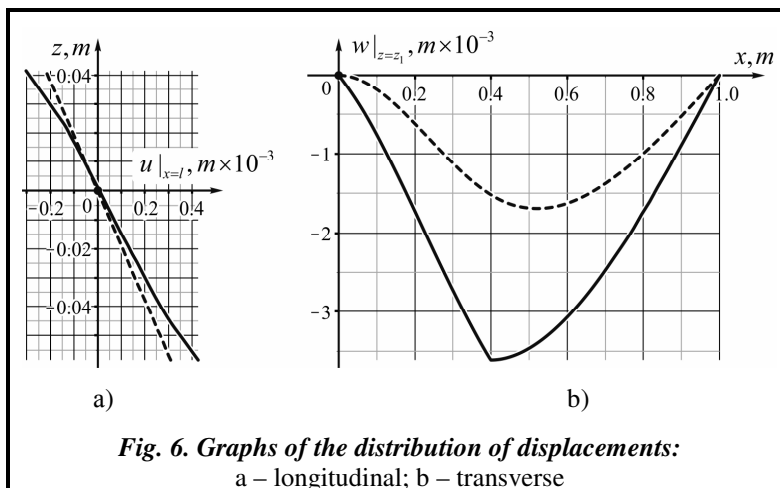 z, m
0.04
u|ₓ₌ₗ, m×10⁻³
-0.2 0 0.2 0.4
-0.02
-0.04
a)
w|_{z=z₁}, m×10⁻³
x, m
0 0.2 0.4 0.6 0.8 1.0
-1
-2
-3
b)
Fig. 6. Graphs of the distribution of displacements:
a – longitudinal; b – transverse